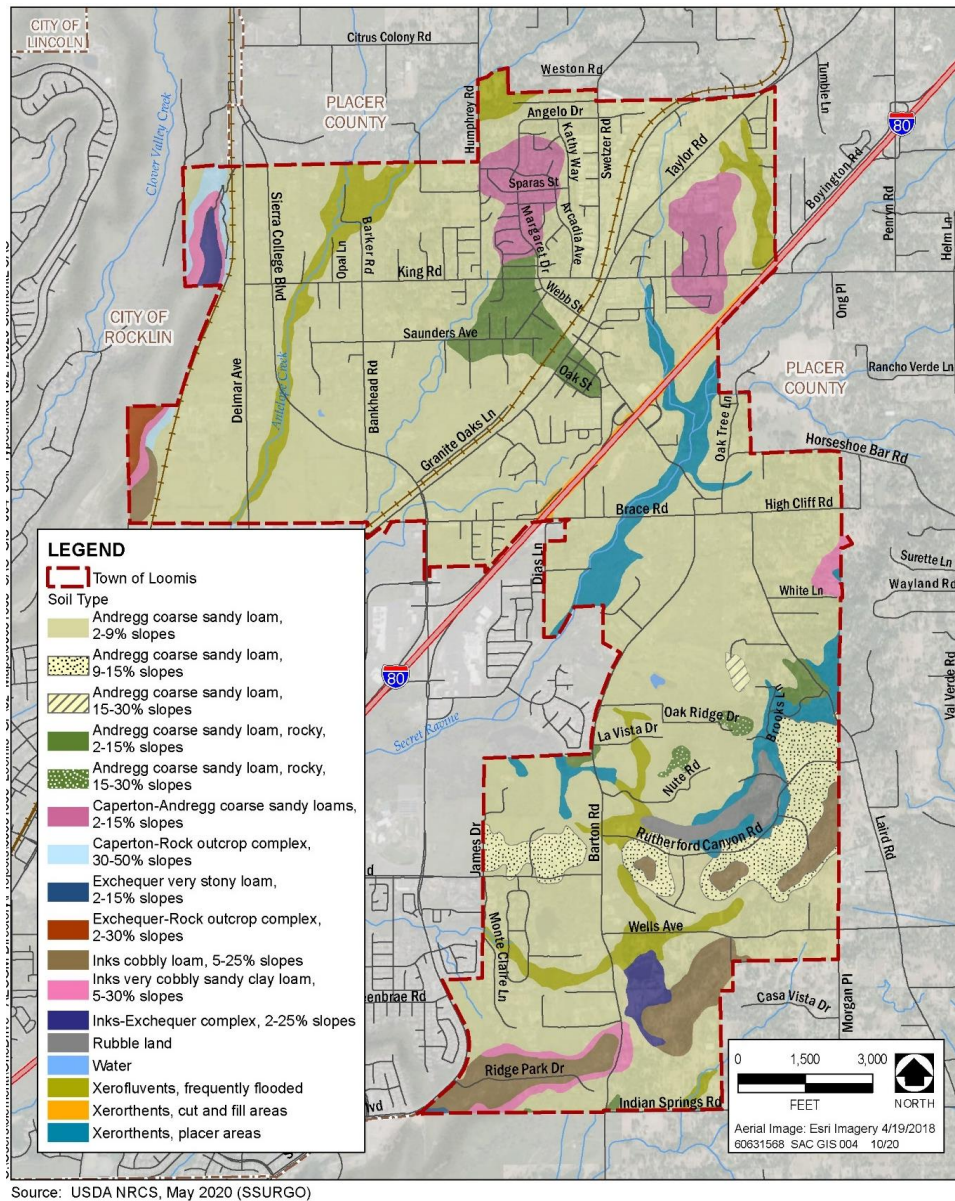 CITY OF
LINCOLN
Citrus Colony Rd
Weston Rd
PLACER
COUNTY
Humphrey Rd
Angelo Dr
Kathy Way
Swetzer Rd
Taylor Rd
Tumble Ln
80
Boyington Rd
Penryn Rd
Helm Ln
Clover Valley Creek
Sierra College Blvd
Sparas St
Margaret Dr
Arcadia Ave
Opal Ln
Barker Rd
King Rd
Webb St
Ong Pl
CITY OF
ROCKLIN
Saunders Ave
PLACER
COUNTY
Rancho Verde Ln
Delmar Ave
Antelope Creek
Bankhead Rd
Oak St
Granite Oaks Ln
Oak Tree Ln
Horseshoe Bar Rd
High Cliff Rd
Brace Rd
Dias Ln
Surette Ln
Wayland Rd
White Ln
Val Verde Rd
80
Secret Ravine
Oak Ridge Dr
Brooks Ln
La Vista Dr
Nute Rd
Rutherford Canyon Rd
Barton Rd
James Dr
Laird Rd
Wells Ave
Monte Claire Ln
Casa Vista Dr
Morgan Pl
Ridge Park Dr
Indian Springs Rd
LEGEND
Town of Loomis
Soil Type
Andregg coarse sandy loam,
2-9% slopes
Andregg coarse sandy loam,
9-15% slopes
Andregg coarse sandy loam,
15-30% slopes
Andregg coarse sandy loam, rocky,
2-15% slopes
Andregg coarse sandy loam, rocky,
15-30% slopes
Caperton-Andregg coarse sandy loams,
2-15% slopes
Caperton-Rock outcrop complex,
30-50% slopes
Exchequer very stony loam,
2-15% slopes
Exchequer-Rock outcrop complex,
2-30% slopes
Inks cobbly loam, 5-25% slopes
Inks very cobbly sandy clay loam,
5-30% slopes
Inks-Exchequer complex, 2-25% slopes
Rubble land
Water
Xerofluvents, frequently flooded
Xerorthents, cut and fill areas
Xerorthents, placer areas
0 1,500 3,000
FEET
NORTH
Aerial Image: Esri Imagery 4/19/2018
60631568 SAC GIS 004 10/20
Source: USDA NRCS, May 2020 (SSURGO)